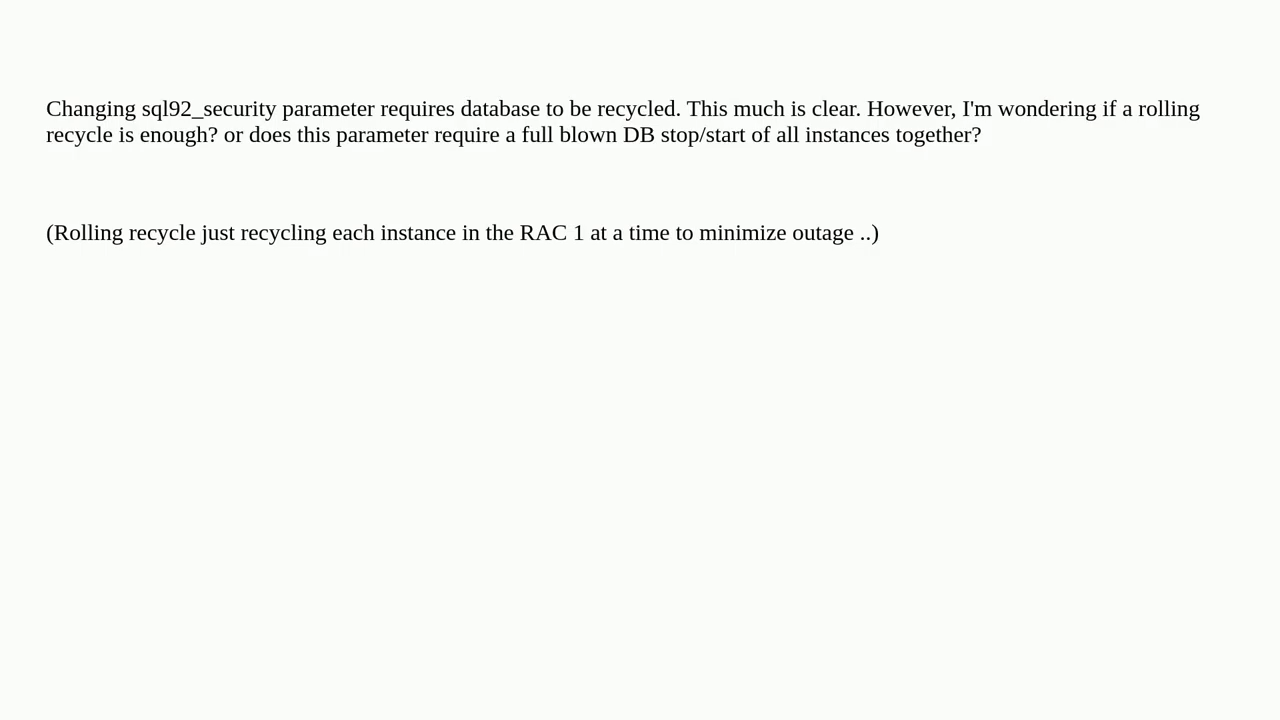 Changing sql92_security parameter requires database to be recycled. This much is clear. However, I'm wondering if a rolling
recycle is enough? or does this parameter require a full blown DB stop/start of all instances together?
(Rolling recycle just recycling each instance in the RAC 1 at a time to minimize outage ..)